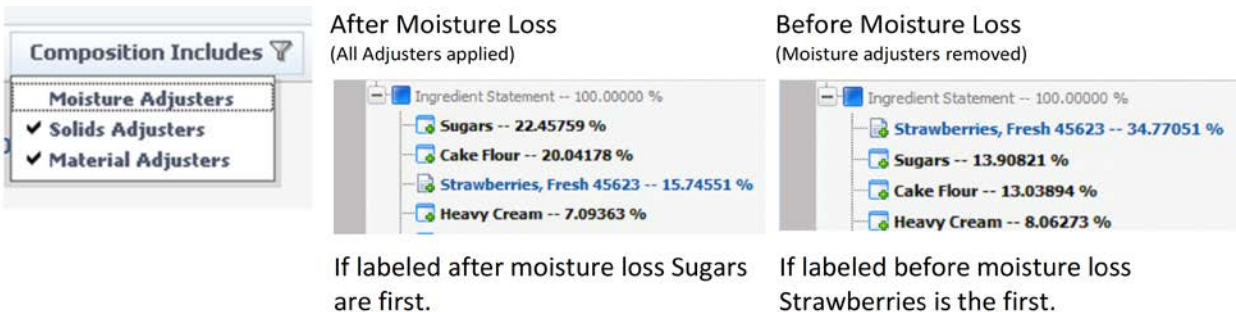 Composition Includes
Moisture Adjusters
✔ Solids Adjusters
✔ Material Adjusters
After Moisture Loss
(All Adjusters applied)
Ingredient Statement -- 100.00000 %
Sugars -- 22.45759 %
Cake Flour -- 20.04178 %
Strawberries, Fresh 45623 -- 15.74551 %
Heavy Cream -- 7.09363 %
If labeled after moisture loss Sugars
are first.
Before Moisture Loss
(Moisture adjusters removed)
Ingredient Statement -- 100.00000 %
Strawberries, Fresh 45623 -- 34.77051 %
Sugars -- 13.90821 %
Cake Flour -- 13.03894 %
Heavy Cream -- 8.06273 %
If labeled before moisture loss
Strawberries is the first.